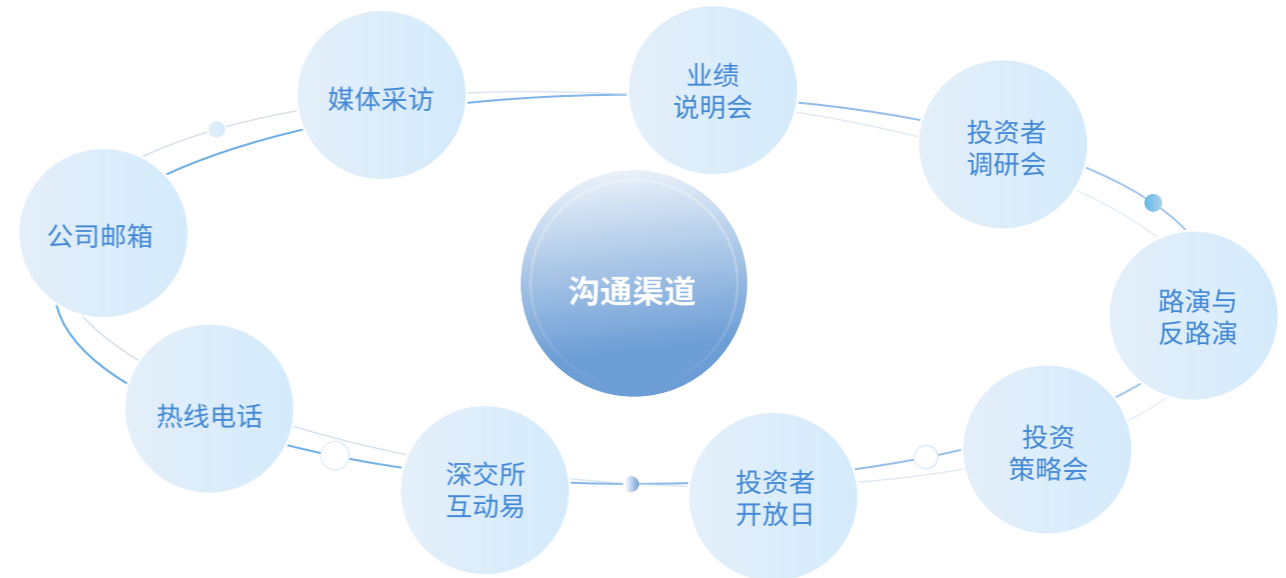 业绩
说明会
媒体采访
投资者
调研会
公司邮箱
沟通渠道
路演与
反路演
热线电话
投资
策略会
深交所
互动易
投资者
开放日